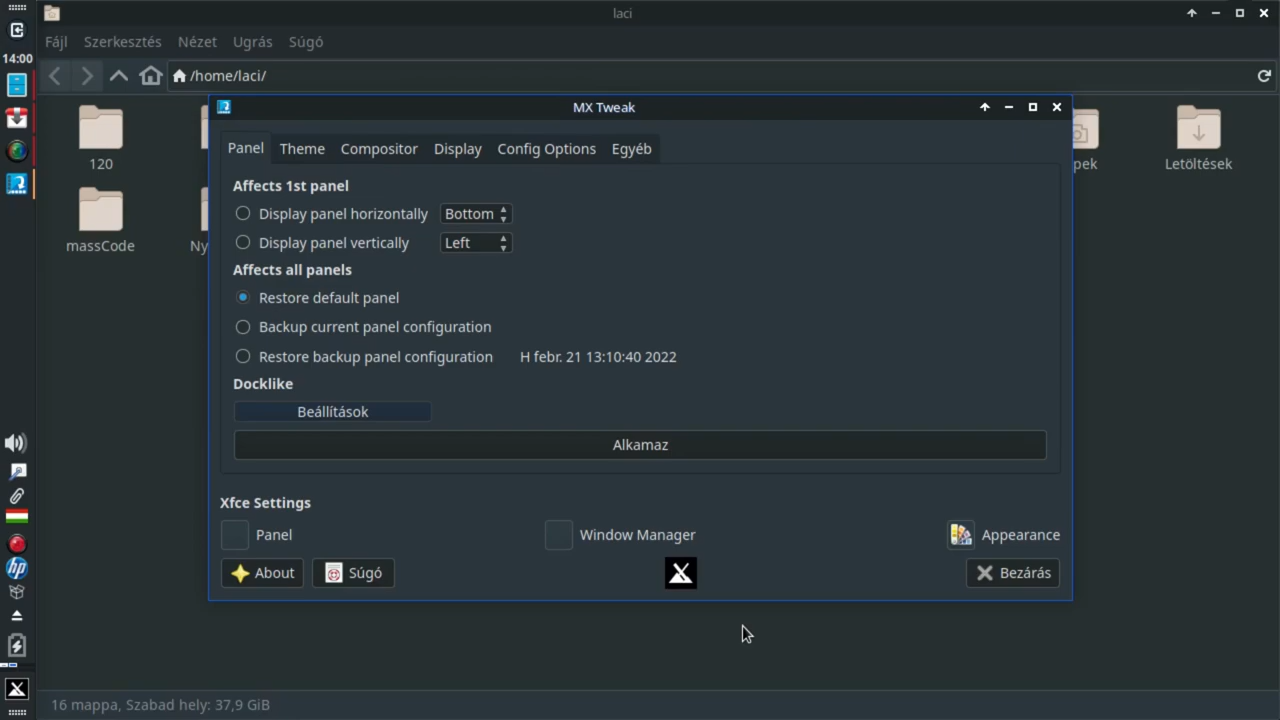 laci
Fájl Szerkesztés Nézet Ugrás Súgó
14:00
/home/laci/
MX Tweak
120
pek
Letöltések
massCode
Ny
Panel Theme Compositor Display Config Options Egyéb
Affects 1st panel
Display panel horizontally Bottom
Display panel vertically Left
Affects all panels
Restore default panel
Backup current panel configuration
Restore backup panel configuration H febr. 21 13:10:40 2022
Docklike
Beállítások
Alkamaz
Xfce Settings
Panel Window Manager Appearance
About Súgó Bezárás
hp
16 mappa, Szabad hely: 37,9 GiB